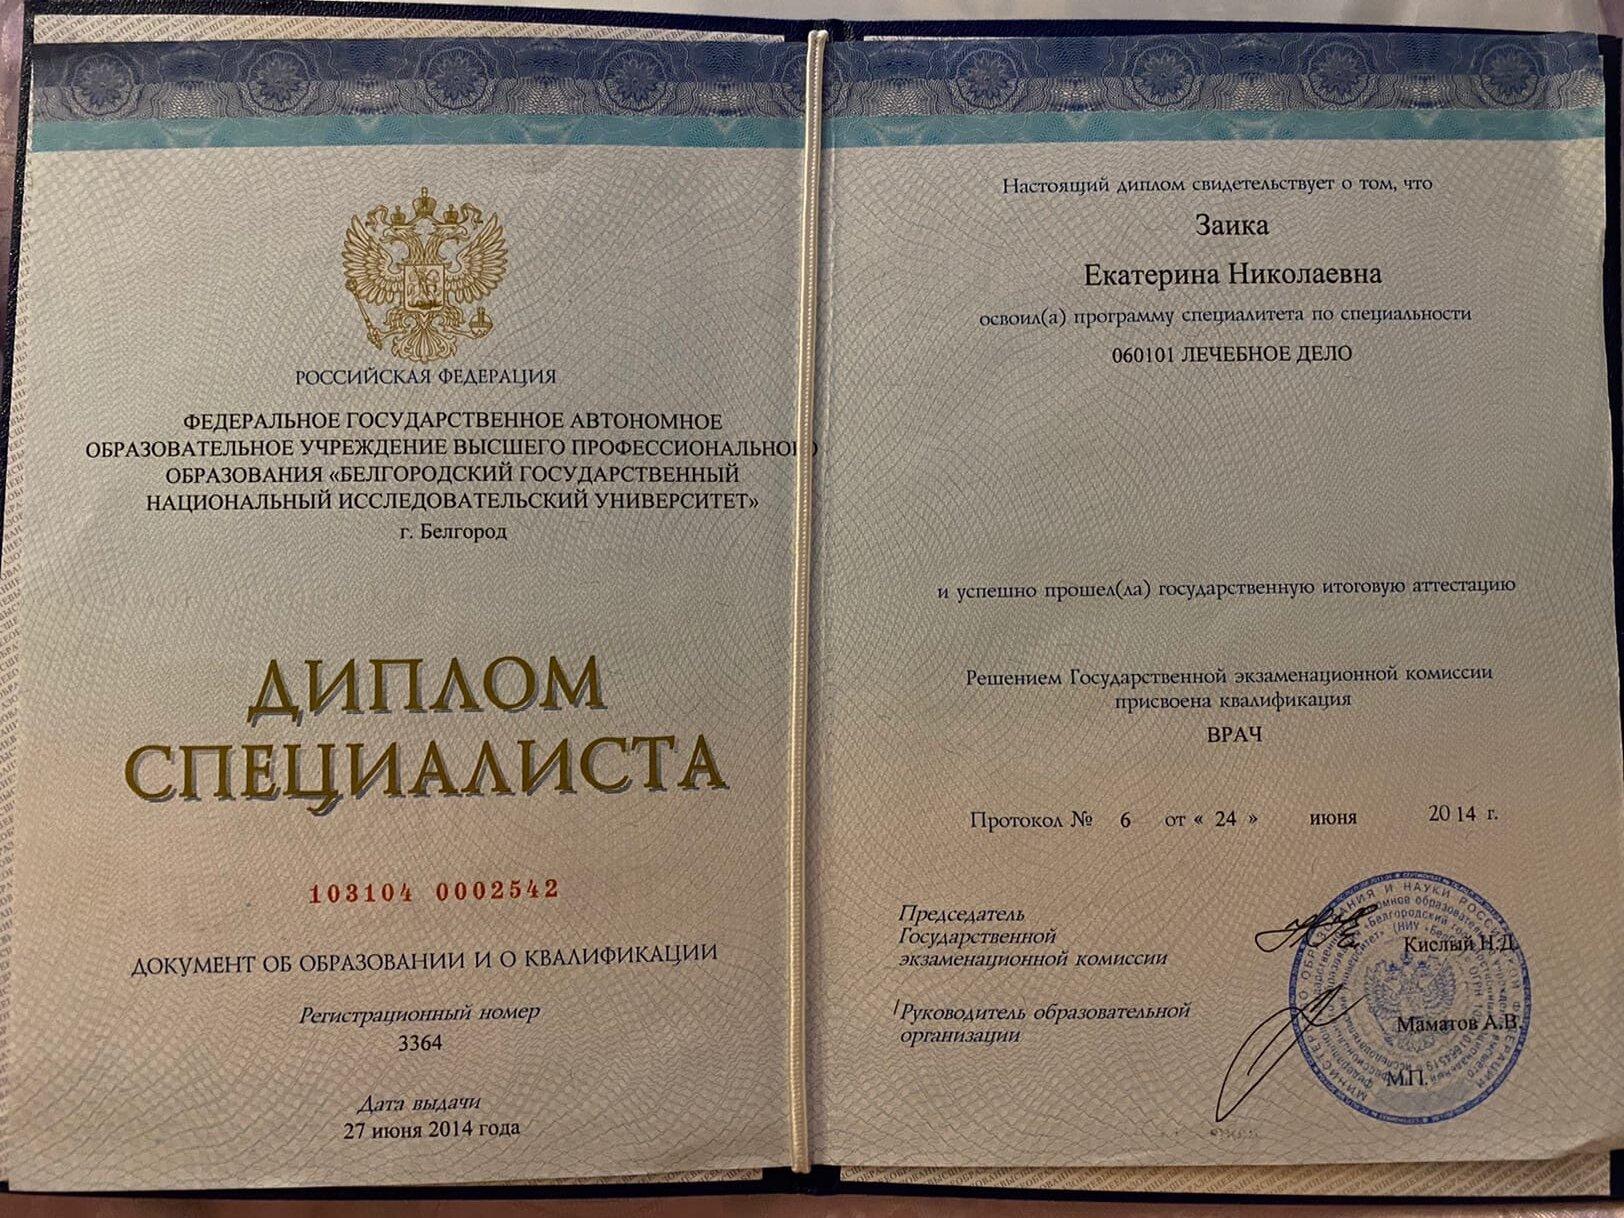 РОССИЙСКАЯ ФЕДЕРАЦИЯ
ФЕДЕРАЛЬНОЕ ГОСУДАРСТВЕННОЕ АВТОНОМНОЕ
ОБРАЗОВАТЕЛЬНОЕ УЧРЕЖДЕНИЕ ВЫСШЕГО ПРОФЕССИОНАЛЬНОГО
ОБРАЗОВАНИЯ «БЕЛГОРОДСКИЙ ГОСУДАРСТВЕННЫЙ
НАЦИОНАЛЬНЫЙ ИССЛЕДОВАТЕЛЬСКИЙ УНИВЕРСИТЕТ»
г. Белгород
ДИПЛОМ
СПЕЦИАЛИСТА
103104 0002542
ДОКУМЕНТ ОБ ОБРАЗОВАНИИ И О КВАЛИФИКАЦИИ
Регистрационный номер
3364
Дата выдачи
27 июня 2014 года
Настоящий диплом свидетельствует о том, что
Заика
Екатерина Николаевна
освоил(а) программу специалитета по специальности
060101 ЛЕЧЕБНОЕ ДЕЛО
и успешно прошел(ла) государственную итоговую аттестацию
Решением Государственной экзаменационной комиссии
присвоена квалификация
ВРАЧ
Протокол № 6 от « 24 » июня 2014 г.
Председатель
Государственной
экзаменационной комиссии
Кислый Н.Д.
Руководитель образовательной
организации
Маматов А.В.
М.П.